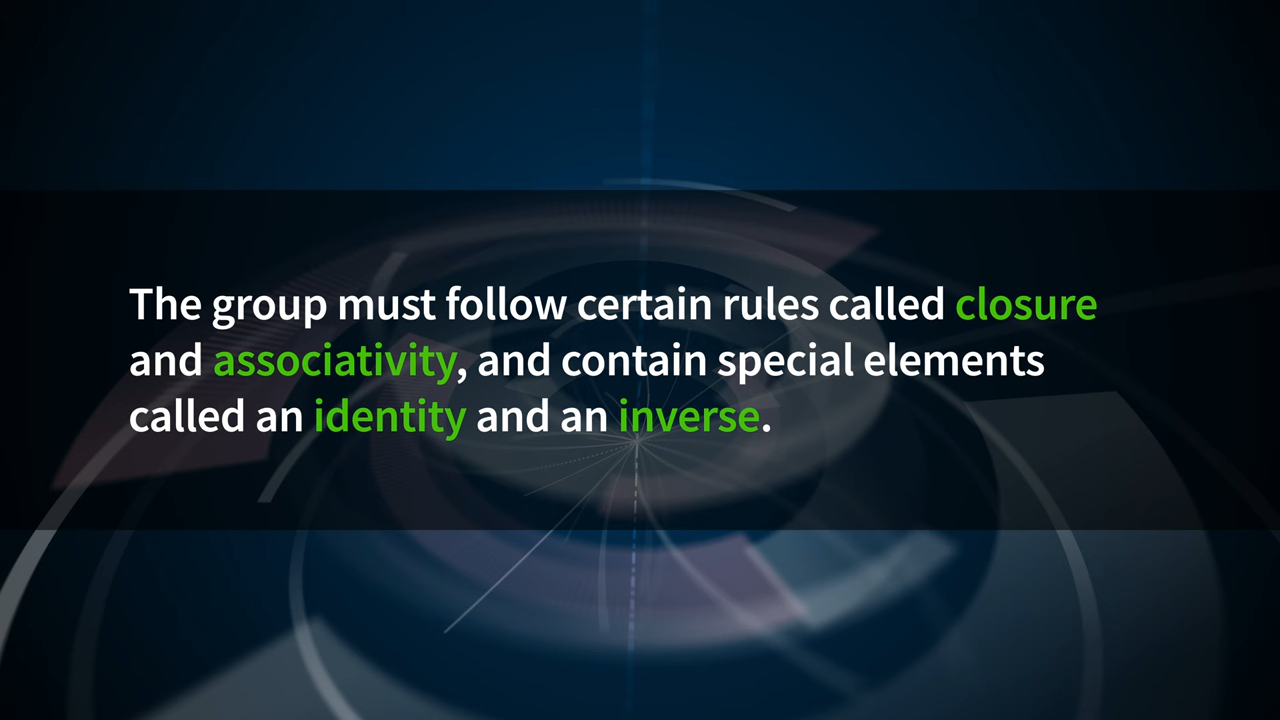 The group must follow certain rules called closure
and associativity, and contain special elements
called an identity and an inverse.